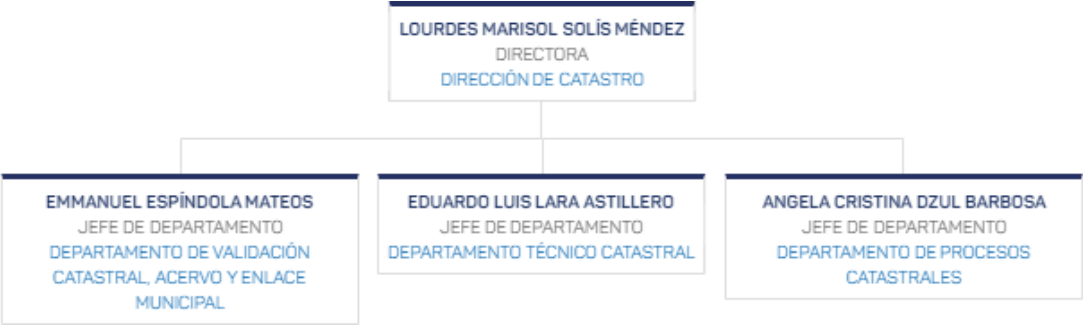 LOURDES MARISOL SOLÍS MÉNDEZ
DIRECTORA
DIRECCIÓN DE CATASTRO
EMMANUEL ESPÍNDOLA MATEOS
JEFE DE DEPARTAMENTO
DEPARTAMENTO DE VALIDACIÓN
CATASTRAL, ACERVO Y ENLACE
MUNICIPAL
EDUARDO LUIS LARA ASTILLERO
JEFE DE DEPARTAMENTO
DEPARTAMENTO TÉCNICO CATASTRAL
ANGELA CRISTINA DZUL BARBOSA
JEFE DE DEPARTAMENTO
DEPARTAMENTO DE PROCESOS
CATASTRALES